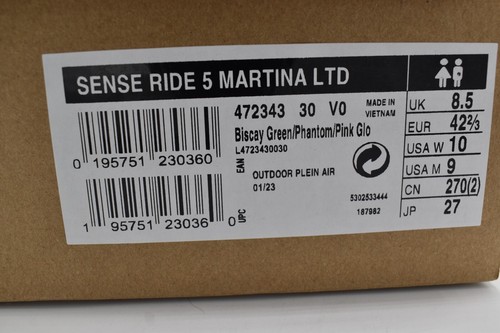 SENSE RIDE 5 MARTINA LTD
472343 30 V0
MADE IN
VIETNAM
Biscay Green/Phantom/Pink Glo
L4723430030
EAN
0 195751 230360
OUTDOOR PLEIN AIR
01/23
5302533444
187982
UPC
1 95751 23036 0
UK 8.5
EUR 42⅔
USA W 10
USA M 9
CN 270(2)
JP 27